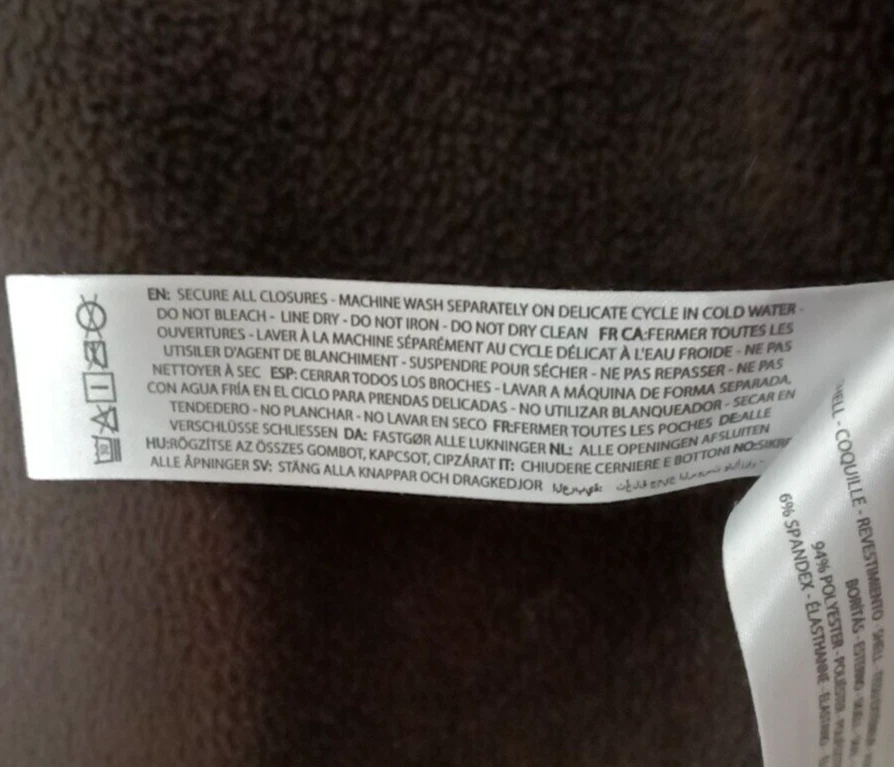 EN: SECURE ALL CLOSURES - MACHINE WASH SEPARATELY ON DELICATE CYCLE IN COLD WATER -
DO NOT BLEACH - LINE DRY - DO NOT IRON - DO NOT DRY CLEAN FR CA:FERMER TOUTES LES
OUVERTURES - LAVER À LA MACHINE SÉPARÉMENT AU CYCLE DÉLICAT À L'EAU FROIDE - NE PAS
UTISILER D'AGENT DE BLANCHIMENT - SUSPENDRE POUR SÉCHER - NE PAS REPASSER - NE PAS
NETTOYER À SEC ESP: CERRAR TODOS LOS BROCHES - LAVAR A MÁQUINA DE FORMA SEPARADA,
CON AGUA FRÍA EN EL CICLO PARA PRENDAS DELICADAS - NO UTILIZAR BLANQUEADOR - SECAR EN
TENDEDERO - NO PLANCHAR - NO LAVAR EN SECO FR:FERMER TOUTES LES POCHES DE:ALLE
VERSCHLÜSSE SCHLIESSEN DA: FASTGØR ALLE LUKNINGER NL: ALLE OPENINGEN AFSLUITEN
HU:RÖGZÍTSE AZ ÖSSZES GOMBOT, KAPCSOT, CIPZÁRAT IT: CHIUDERE CERNIERE E BOTTONI NO:SIKRE
ALLE ÅPNINGER SV: STÄNG ALLA KNAPPAR OCH DRAGKEDJOR
SHELL - COQUILLE - REVESTIMIENTO
BORÍTÁS - ESTERNO
94% POLYESTER - POLIÉSTER
6% SPANDEX - ÉLASTHANNE